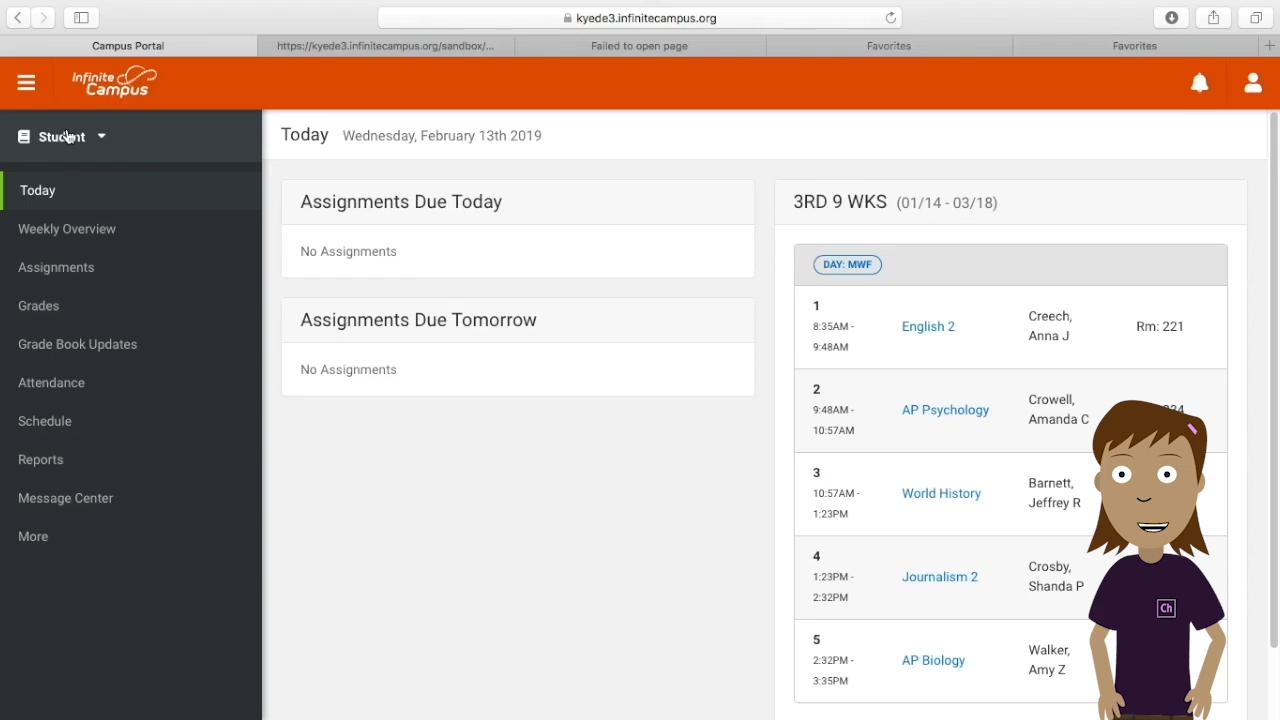 kyede3.infinitecampus.org
Campus Portal
https://kyede3.infinitecampus.org/sandbox/...
Failed to open page
Favorites
Favorites
Infinite
Campus
Student
Today
Weekly Overview
Assignments
Grades
Grade Book Updates
Attendance
Schedule
Reports
Message Center
More
Today Wednesday, February 13th 2019
Assignments Due Today
No Assignments
Assignments Due Tomorrow
No Assignments
3RD 9 WKS (01/14 - 03/18)
DAY: MWF
1
8:35AM -
9:48AM
English 2
Creech,
Anna J
Rm: 221
2
9:48AM -
10:57AM
AP Psychology
Crowell,
Amanda C
3
10:57AM -
1:23PM
World History
Barnett,
Jeffrey R
4
1:23PM -
2:32PM
Journalism 2
Crosby,
Shanda P
5
2:32PM -
3:35PM
AP Biology
Walker,
Amy Z
Ch